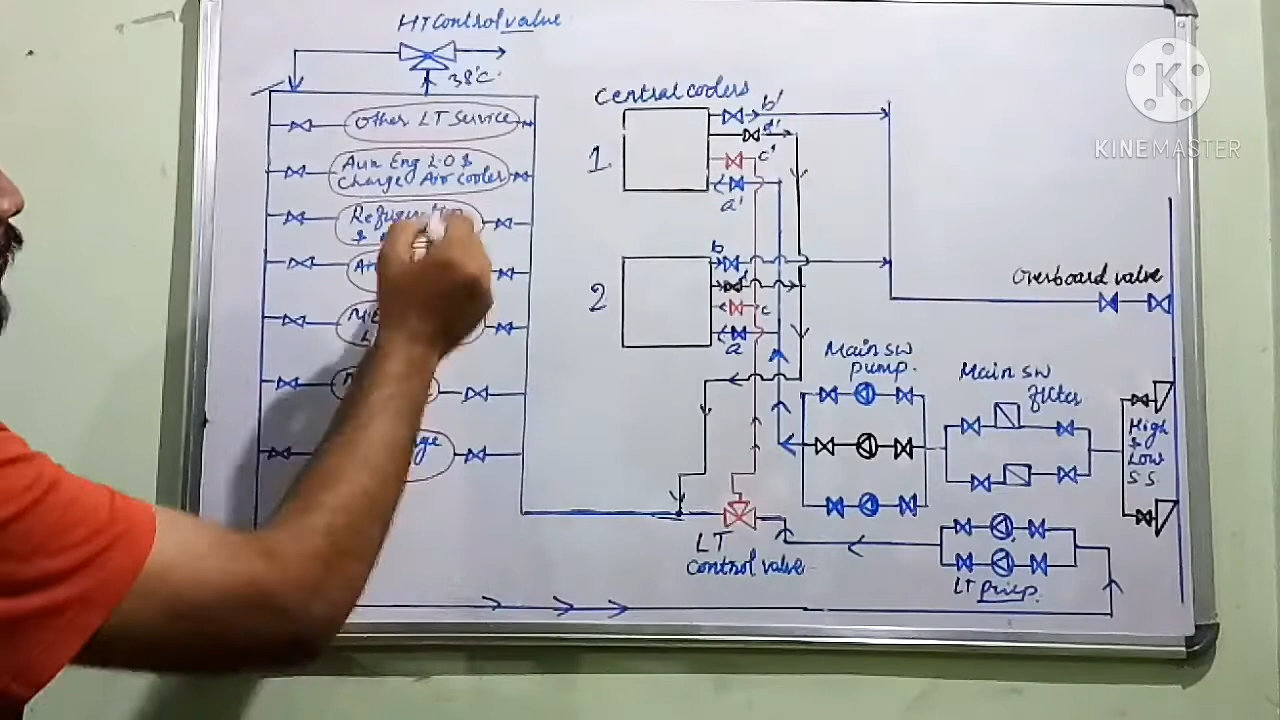 HT Control valve
38°C.
Other LT Service
Aux Eng L.O &
Charge Air cooler
&
Central coolers
1
b'
d'
c'
a'
2
b
d
c
a
Overboard valve
Main SW
pump.
Main SW
filter
High
&
Low
S S
LT
control valve
LT pump.
K
KINEMASTER